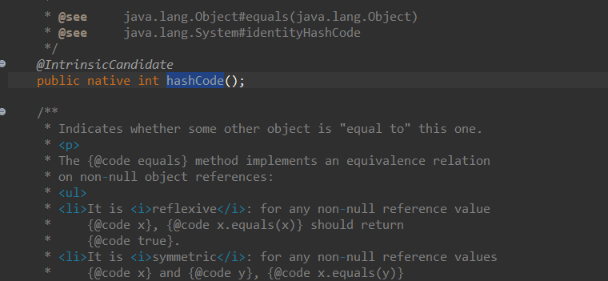 * @see java.lang.Object#equals(java.lang.Object)
* @see java.lang.System#identityHashCode
*/
@IntrinsicCandidate
public native int hashCode();
/**
* Indicates whether some other object is "equal to" this one.
* <p>
* The {@code equals} method implements an equivalence relation
* on non-null object references:
* <ul>
* <li>It is <i>reflexive</i>: for any non-null reference value
* {@code x}, {@code x.equals(x)} should return
* {@code true}.
* <li>It is <i>symmetric</i>: for any non-null reference values
* {@code x} and {@code y}, {@code x.equals(y)}